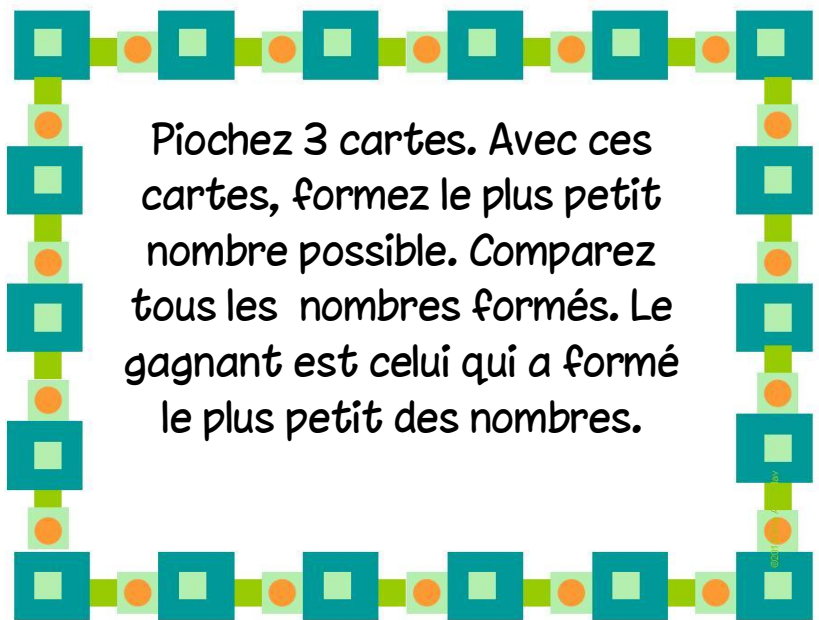 Piochez 3 cartes. Avec ces
cartes, formez le plus petit
nombre possible. Comparez
tous les nombres formés. Le
gagnant est celui qui a formé
le plus petit des nombres.